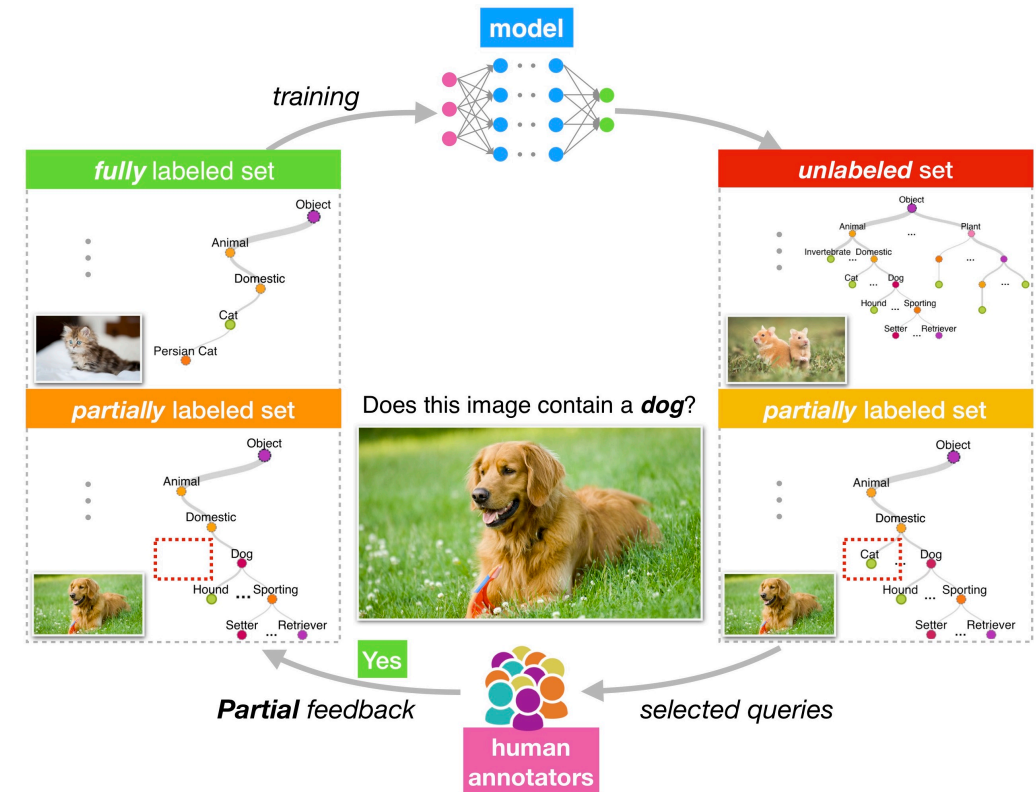 model
training
fully labeled set
Object
Animal
Domestic
Cat
Persian Cat
unlabeled set
Object
Animal ... Plant
Invertebrate ... Domestic ...
Cat ... Dog ...
Hound ... Sporting
Setter ... Retriever
partially labeled set
Object
Animal
Domestic
Dog
Hound ... Sporting
Setter ... Retriever
Does this image contain a dog?
partially labeled set
Object
Animal
Domestic
Cat ... Dog
Hound ... Sporting
Setter ... Retriever
Yes
Partial feedback
selected queries
human
annotators